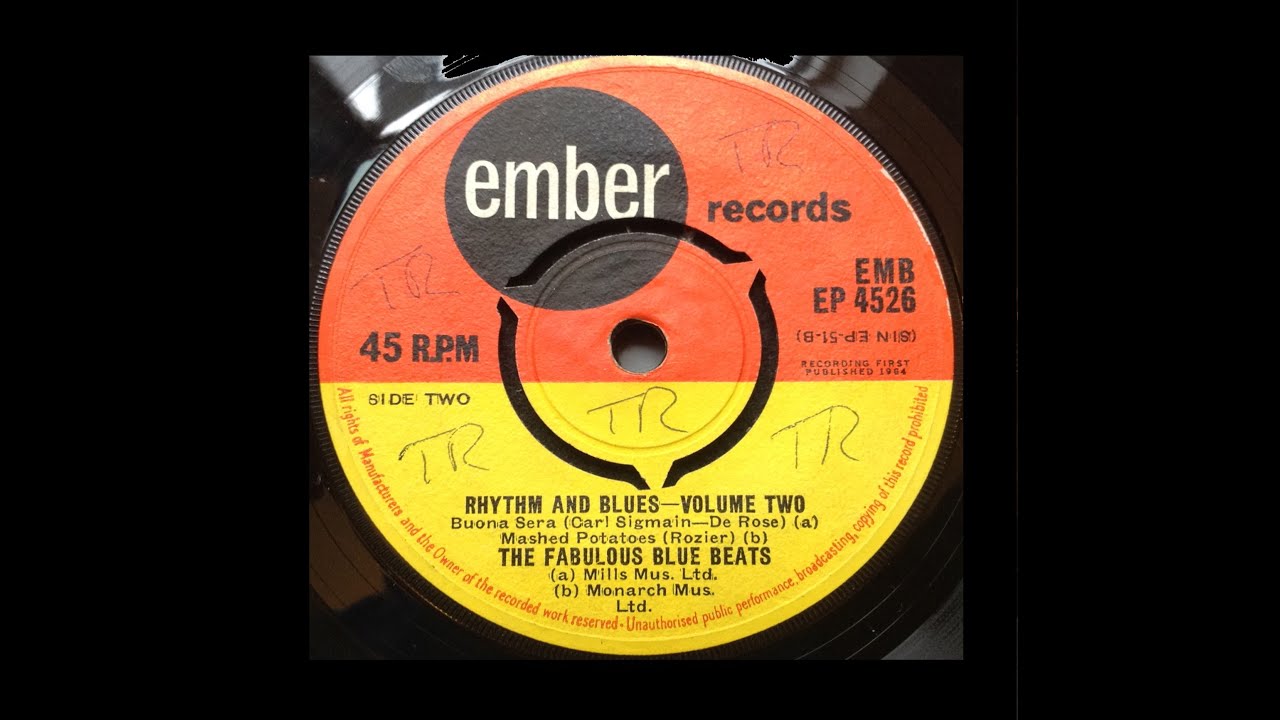 ember
records
TR
TR
EMB
EP 4526
45 R.P.M
(SIN EP-51-B)
RECORDING FIRST
PUBLISHED 1964
SIDE TWO
TR
TR
TR
RHYTHM AND BLUES—VOLUME TWO
Buona Sera (Carl Sigmain—De Rose) (a)
Mashed Potatoes (Rozier) (b)
THE FABULOUS BLUE BEATS
(a) Mills Mus. Ltd.
(b) Monarch Mus.
Ltd.
All rights of Manufacturers and the Owner of the recorded work reserved - Unauthorised public performance, broadcasting, copying of this record prohibited